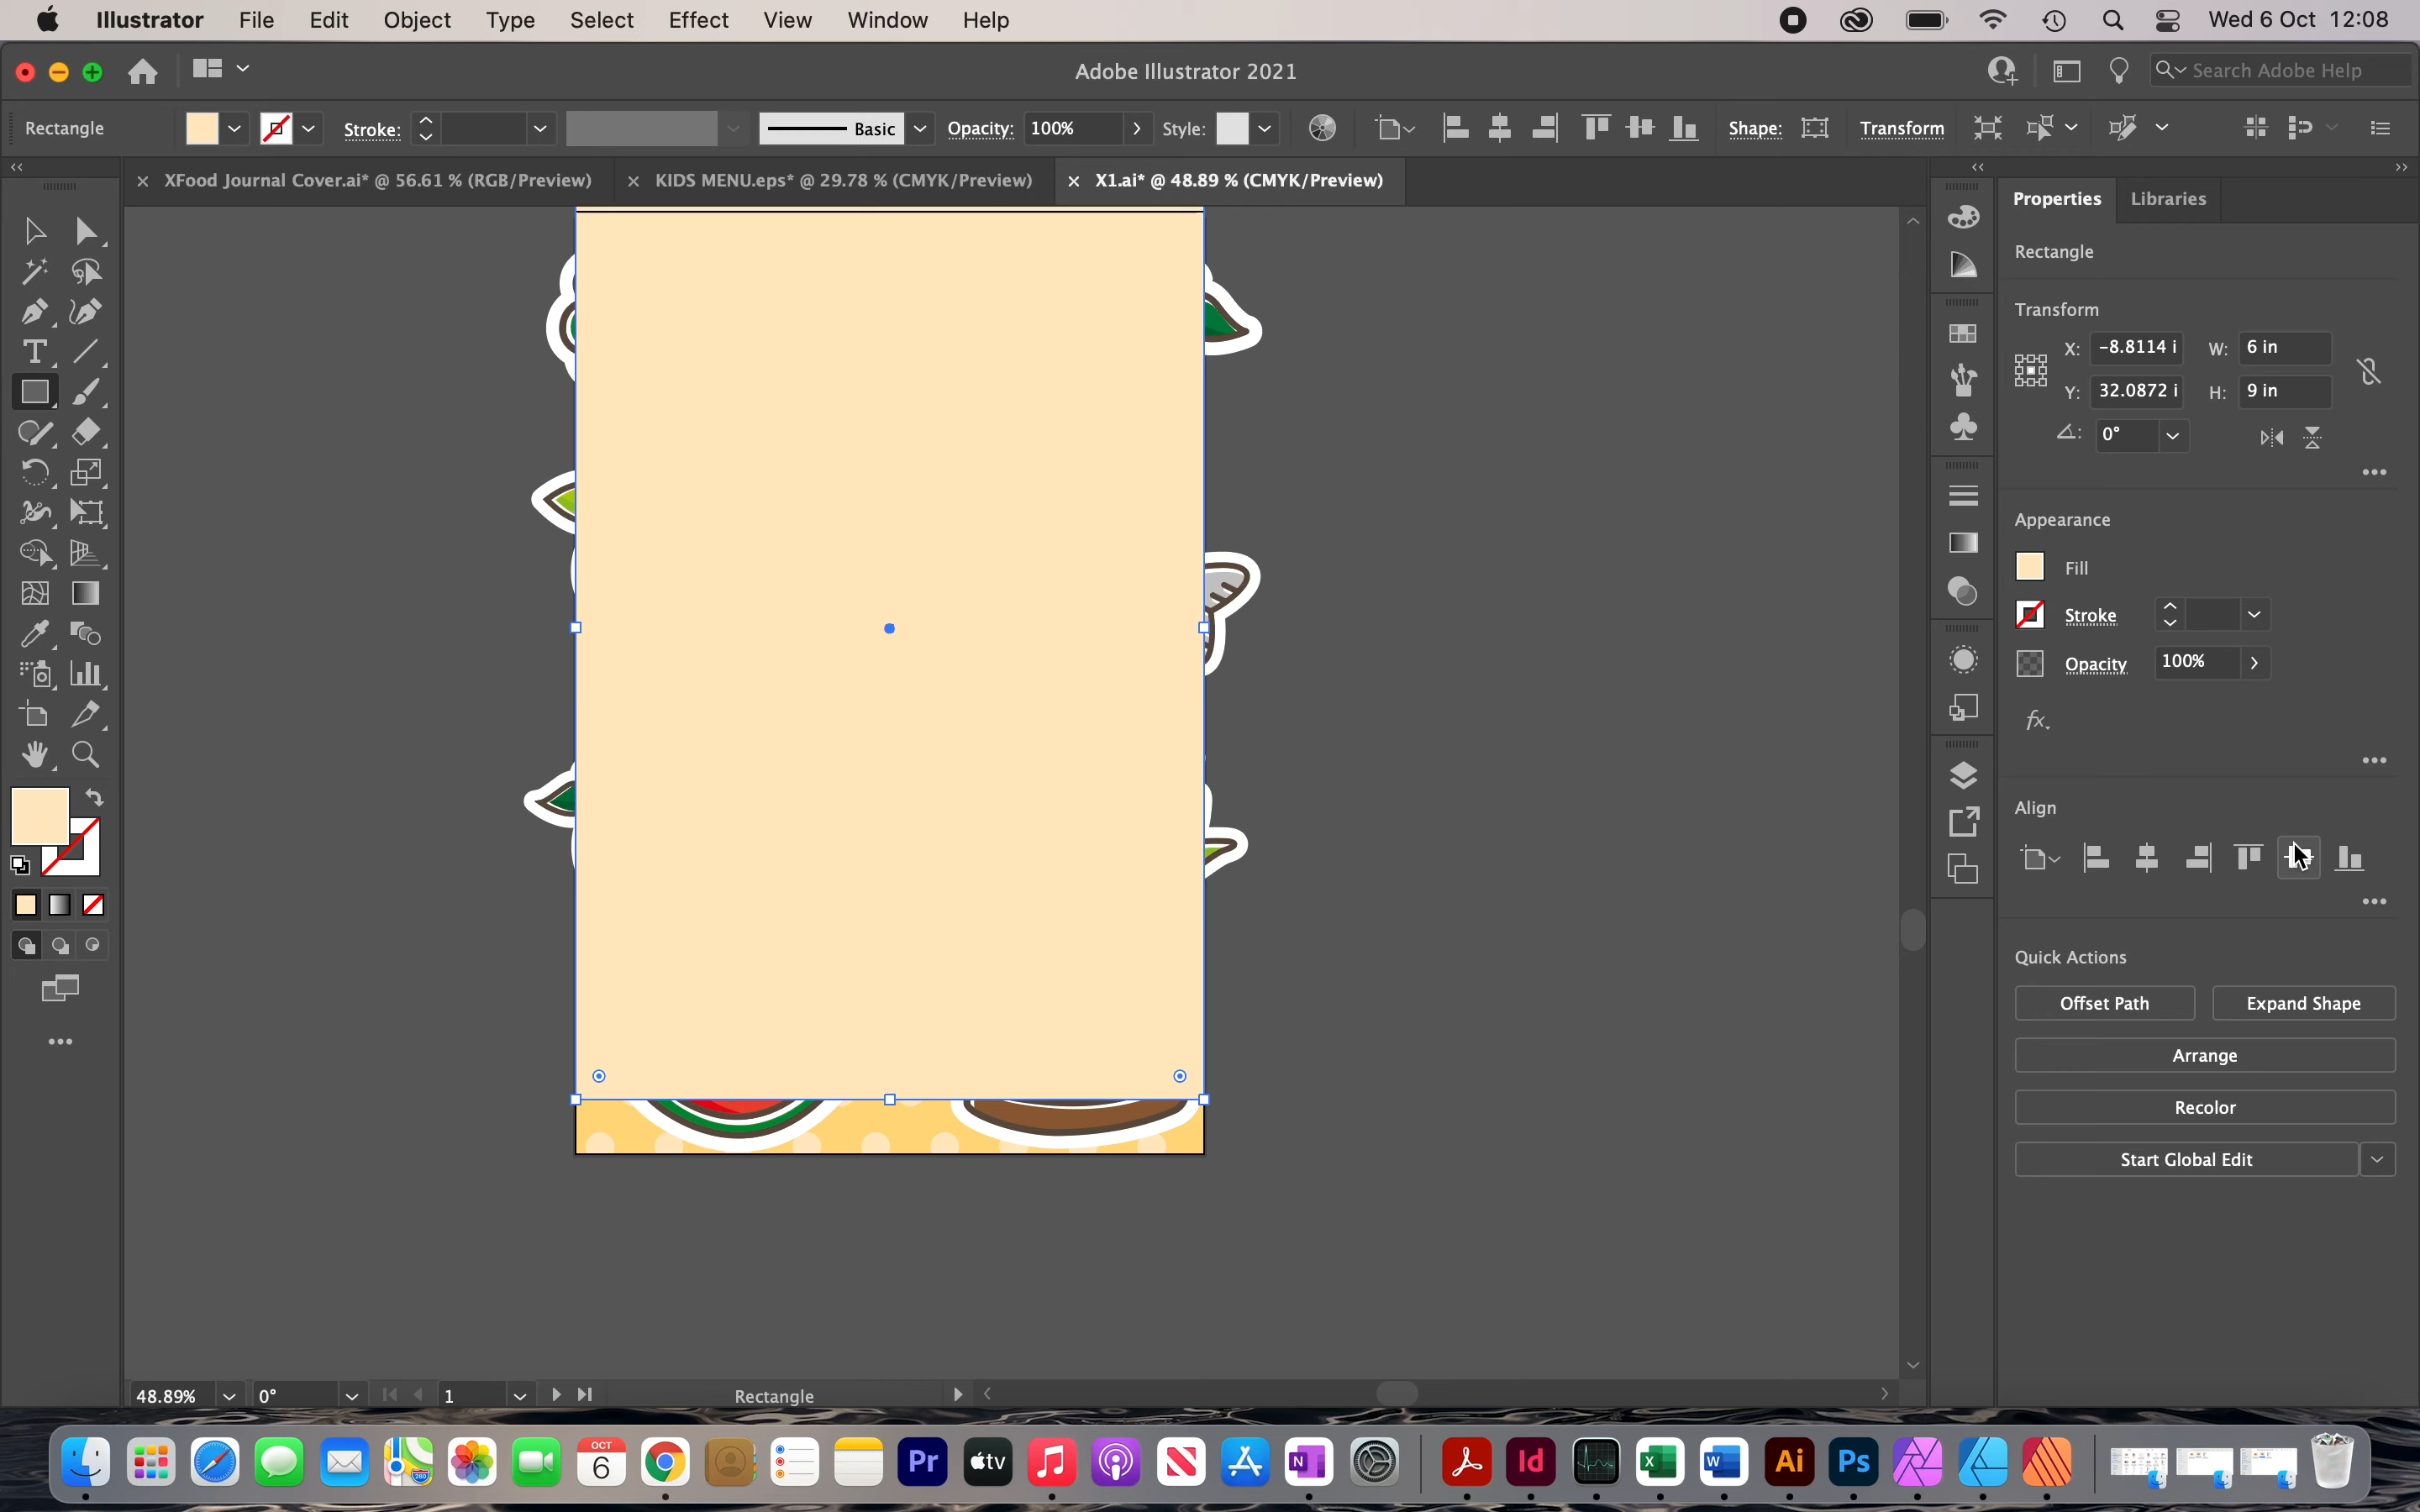 Illustrator File Edit Object Type Select Effect View Window Help
Wed 6 Oct 12:08
Adobe Illustrator 2021
Search Adobe Help
Rectangle Stroke: Basic Opacity: 100% Style: Shape: Transform
XFood Journal Cover.ai* @ 56.61 % (RGB/Preview) KIDS MENU.eps* @ 29.78 % (CMYK/Preview) X1.ai* @ 48.89 % (CMYK/Preview)
Properties Libraries
Rectangle
Transform
X: -8.8114 i W: 6 in
Y: 32.0872 i H: 9 in
0°
Appearance
Fill
Stroke
Opacity 100%
fx
Align
Quick Actions
Offset Path Expand Shape
Arrange
Recolor
Start Global Edit
48.89% 0° 1 Rectangle
OCT
6
Pr tv N Id X W Ai Ps
280